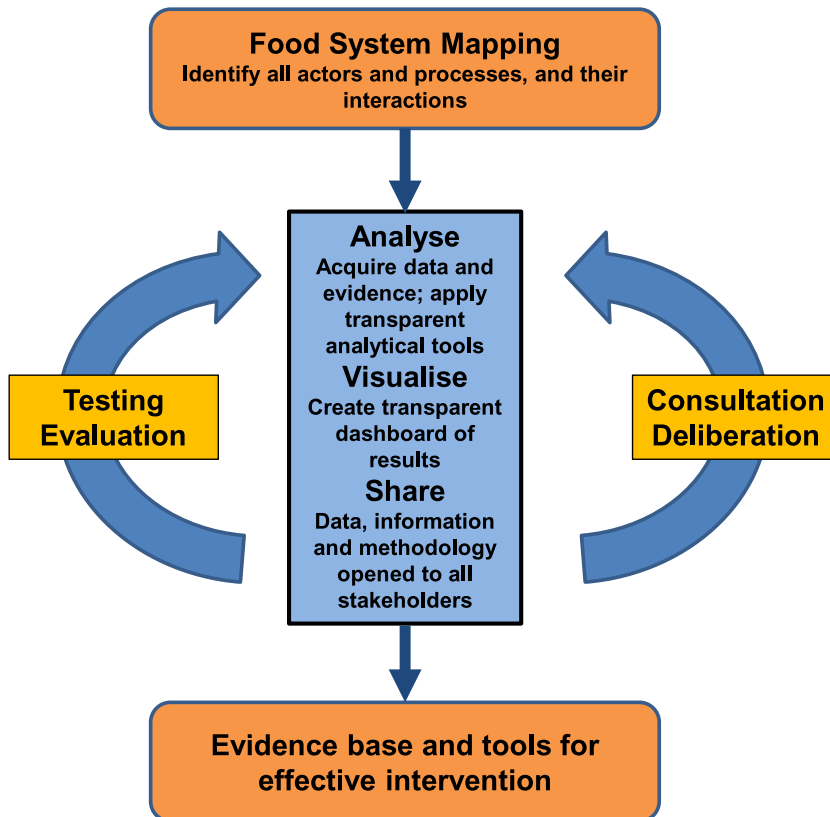 Food System Mapping
Identify all actors and processes, and their
interactions
Analyse
Acquire data and
evidence; apply
transparent
analytical tools
Visualise
Create transparent
dashboard of
results
Share
Data, information
and methodology
opened to all
stakeholders
Testing
Evaluation
Consultation
Deliberation
Evidence base and tools for
effective intervention